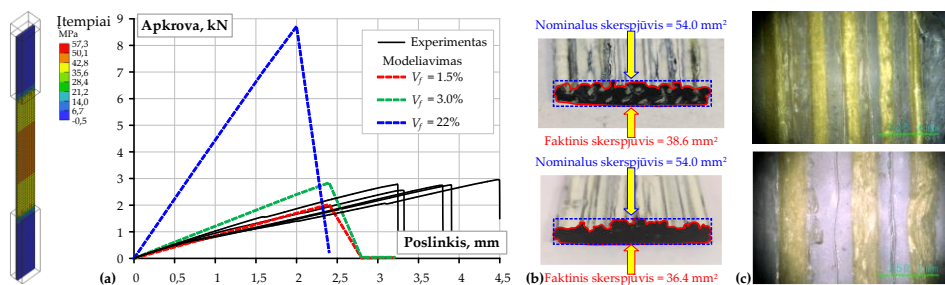 Įtempiai
MPa
57,3
50,1
42,8
35,6
28,4
21,2
14,0
6,7
-0,5
(a)
Apkrova, kN
9
8
7
6
5
4
3
2
1
0
0 0,5 1 1,5 2 2,5 3 3,5 4 4,5
Poslinkis, mm
Experimentas
Modeliavimas
Vf = 1.5%
Vf = 3.0%
Vf = 22%
Nominalus skerspjūvis = 54.0 mm²
Faktinis skerspjūvis = 38.6 mm²
Nominalus skerspjūvis = 54.0 mm²
(b)
Faktinis skerspjūvis = 36.4 mm²
(c)